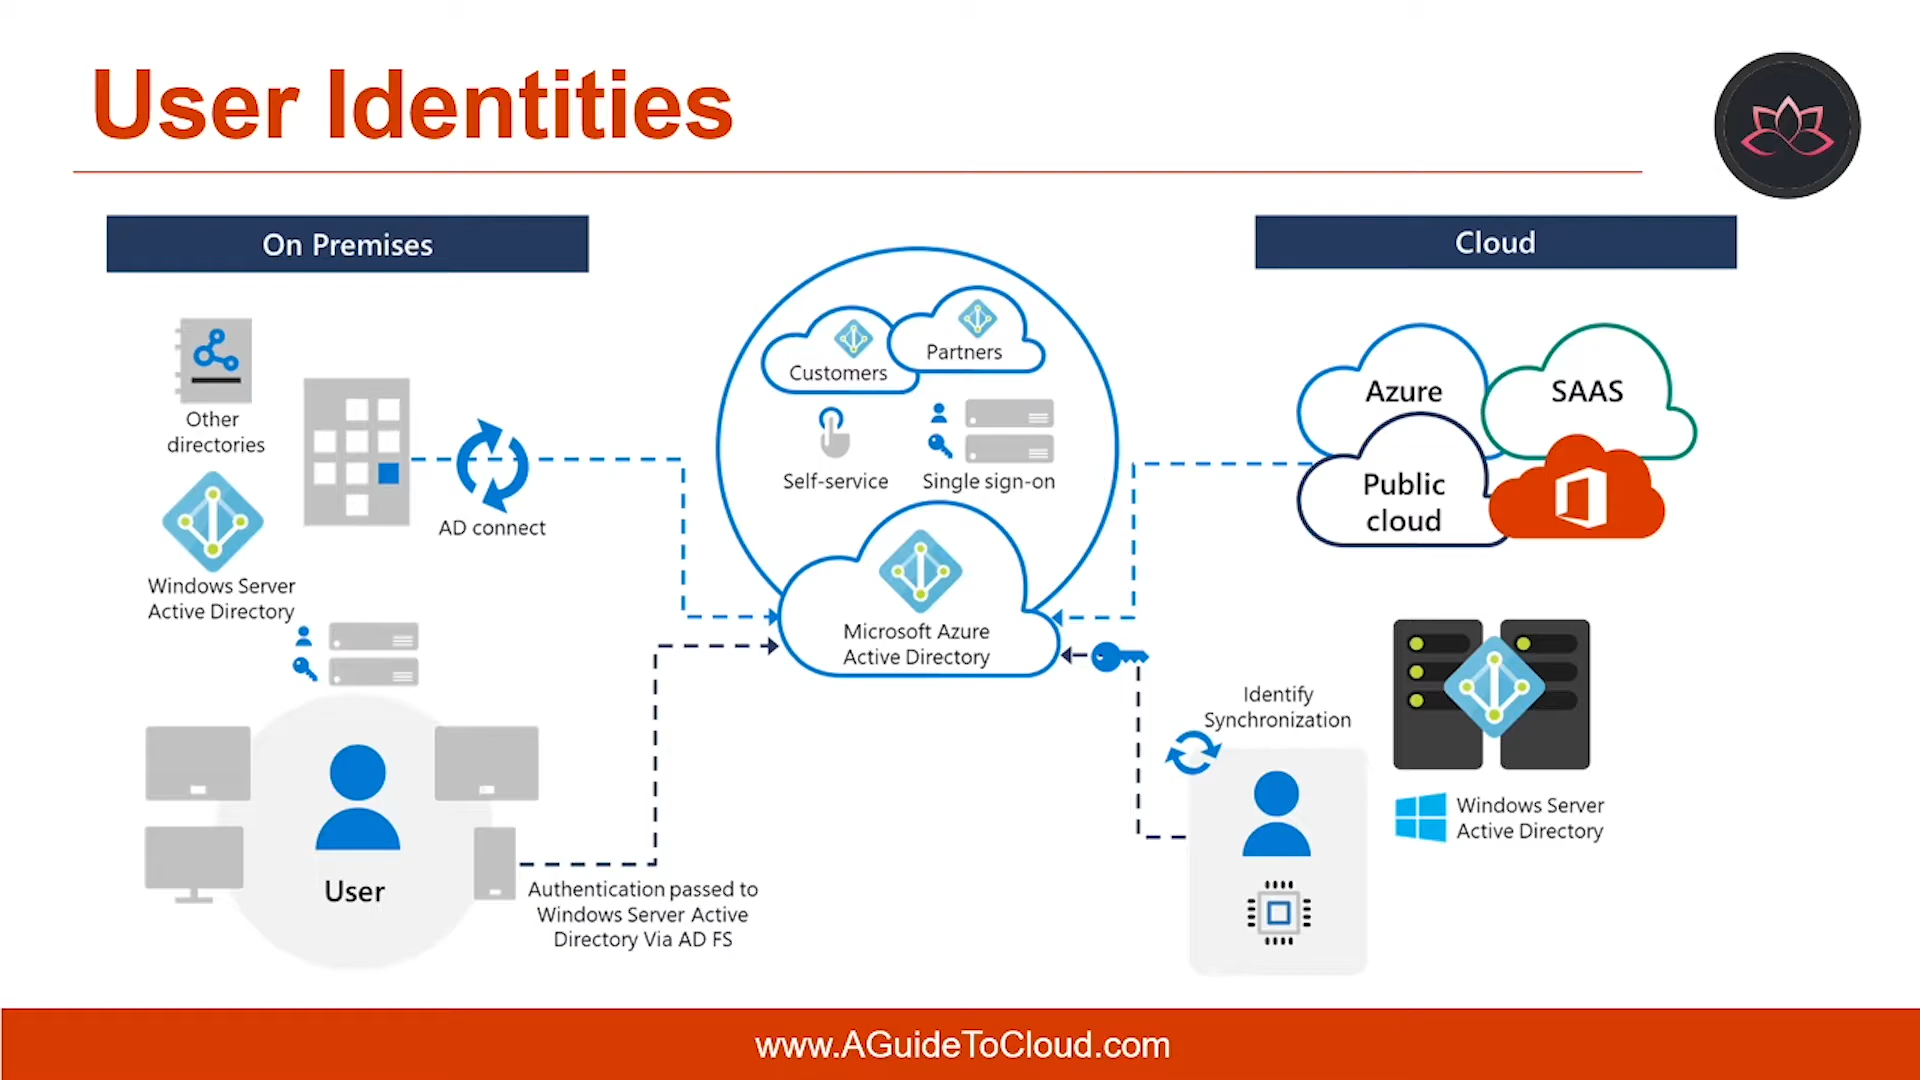 User Identities
On Premises
Cloud
Other
directories
Windows Server
Active Directory
AD connect
Customers
Partners
Self-service
Single sign-on
Microsoft Azure
Active Directory
Azure
SAAS
Public
cloud
User
Authentication passed to
Windows Server Active
Directory Via AD FS
Identify
Synchronization
Windows Server
Active Directory
www.AGuideToCloud.com